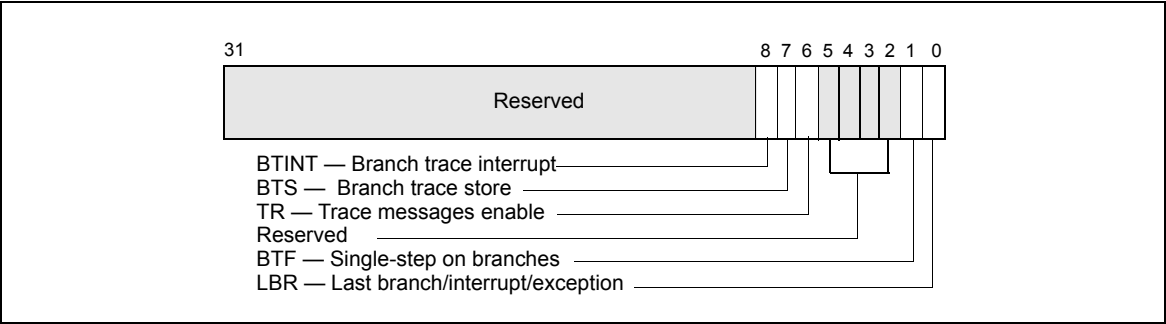 31 8 7 6 5 4 3 2 1 0
Reserved
BTINT — Branch trace interrupt
BTS — Branch trace store
TR — Trace messages enable
Reserved
BTF — Single-step on branches
LBR — Last branch/interrupt/exception